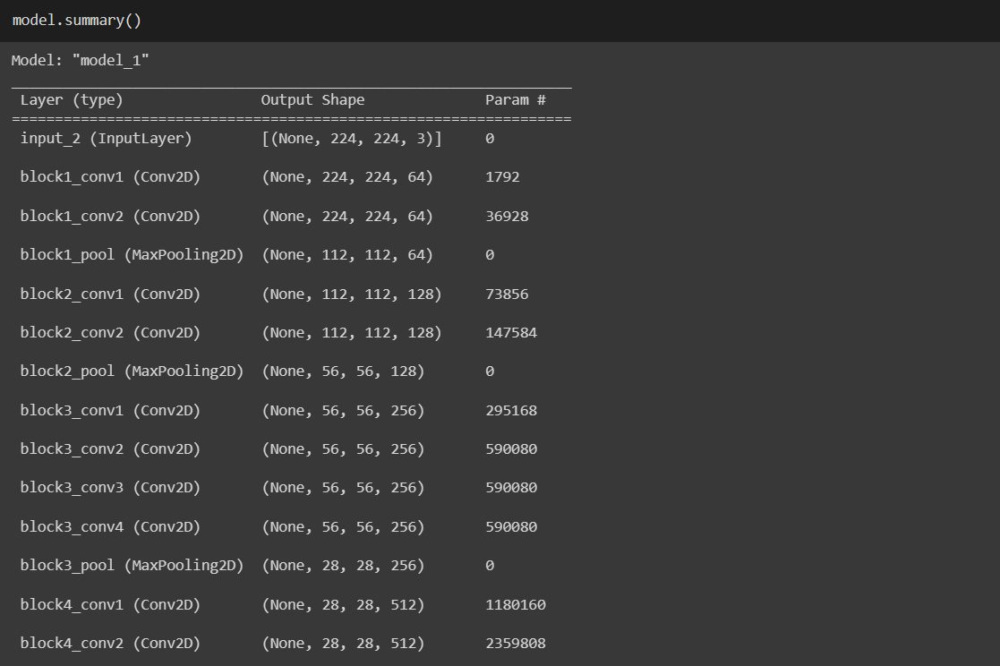 model.summary()
Model: "model_1"
_________________________________________________________________
Layer (type) Output Shape Param #
=================================================================
input_2 (InputLayer) [(None, 224, 224, 3)] 0
block1_conv1 (Conv2D) (None, 224, 224, 64) 1792
block1_conv2 (Conv2D) (None, 224, 224, 64) 36928
block1_pool (MaxPooling2D) (None, 112, 112, 64) 0
block2_conv1 (Conv2D) (None, 112, 112, 128) 73856
block2_conv2 (Conv2D) (None, 112, 112, 128) 147584
block2_pool (MaxPooling2D) (None, 56, 56, 128) 0
block3_conv1 (Conv2D) (None, 56, 56, 256) 295168
block3_conv2 (Conv2D) (None, 56, 56, 256) 590080
block3_conv3 (Conv2D) (None, 56, 56, 256) 590080
block3_conv4 (Conv2D) (None, 56, 56, 256) 590080
block3_pool (MaxPooling2D) (None, 28, 28, 256) 0
block4_conv1 (Conv2D) (None, 28, 28, 512) 1180160
block4_conv2 (Conv2D) (None, 28, 28, 512) 2359808